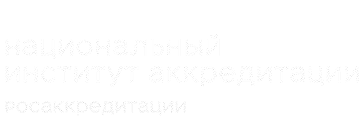 национальный
институт аккредитации
росаккредитации